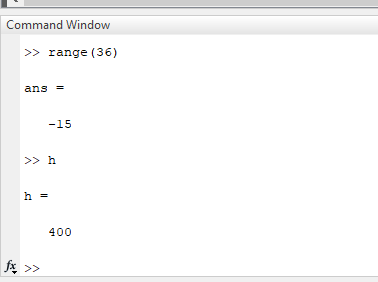 Command Window
>> range(36)
ans =
-15
>> h
h =
400
fx >>